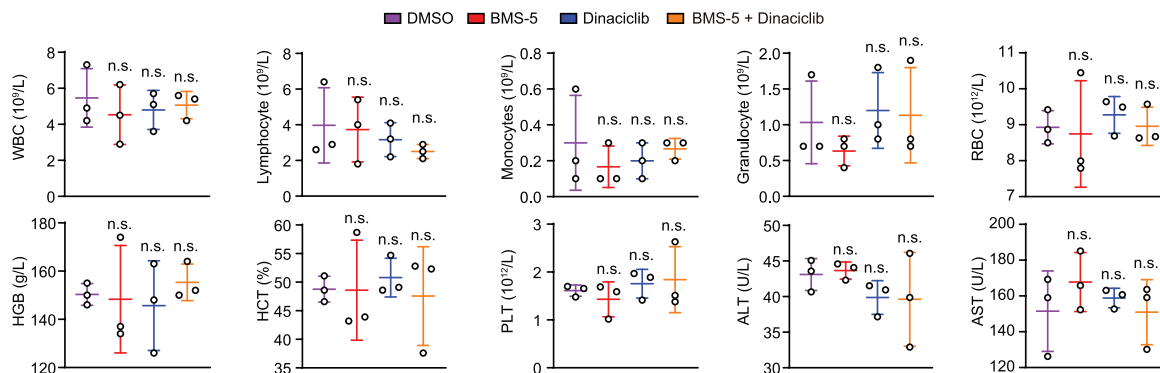 DMSO BMS-5 Dinaciclib BMS-5 + Dinaciclib
WBC (10⁹/L)
8
6
4
2
0
n.s. n.s. n.s.
Lymphocyte (10⁹/L)
8
6
4
2
0
n.s. n.s. n.s.
Monocytes (10⁹/L)
0.8
0.6
0.4
0.2
0.0
n.s. n.s. n.s.
Granulocyte (10⁹/L)
2.0
1.5
1.0
0.5
0.0
n.s. n.s. n.s.
RBC (10¹²/L)
11
10
9
8
7
n.s. n.s. n.s.
HGB (g/L)
180
160
140
120
n.s. n.s. n.s.
HCT (%)
60
55
50
45
40
35
n.s. n.s. n.s.
PLT (10¹²/L)
3
2
1
0
n.s. n.s. n.s.
ALT (U/L)
50
45
40
35
30
n.s. n.s. n.s.
AST (U/L)
200
180
160
140
120
n.s. n.s. n.s.